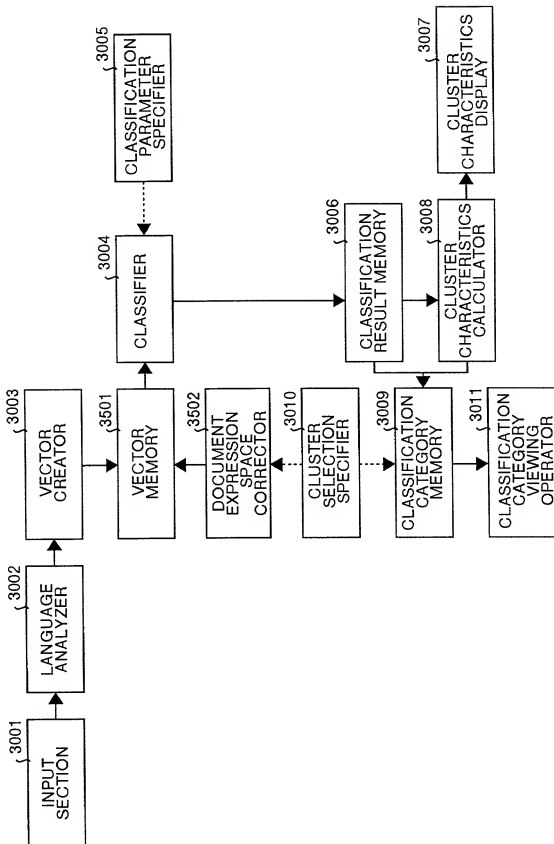 3001
INPUT
SECTION
3002
LANGUAGE
ANALYZER
3003
VECTOR
CREATOR
3501
VECTOR
MEMORY
3004
CLASSIFIER
3005
CLASSIFICATION
PARAMETER
SPECIFIER
3502
DOCUMENT
EXPRESSION
SPACE
CORRECTOR
3010
CLUSTER
SELECTION
SPECIFIER
3006
CLASSIFICATION
RESULT MEMORY
3009
CLASSIFICATION
CATEGORY
MEMORY
3008
CLUSTER
CHARACTERISTICS
CALCULATOR
3007
CLUSTER
CHARACTERISTICS
DISPLAY
3011
CLASSIFICATION
CATEGORY
VIEWING
OPERATOR